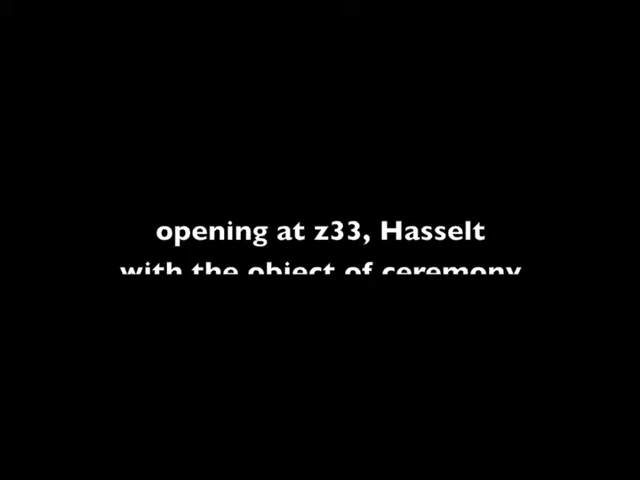 opening at z33, Hasselt
with the object of ceremony